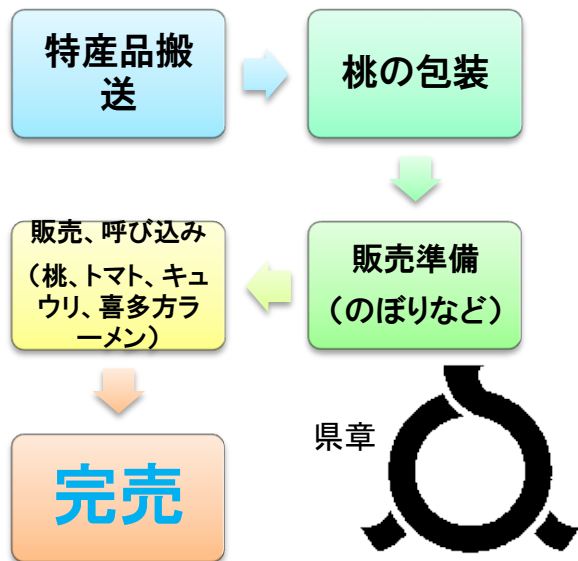 特産品搬
送
桃の包装
販売準備
（のぼりなど）
販売、呼び込み
（桃、トマト、キュ
ウリ、喜多方ラ
ーメン）
完売
県章